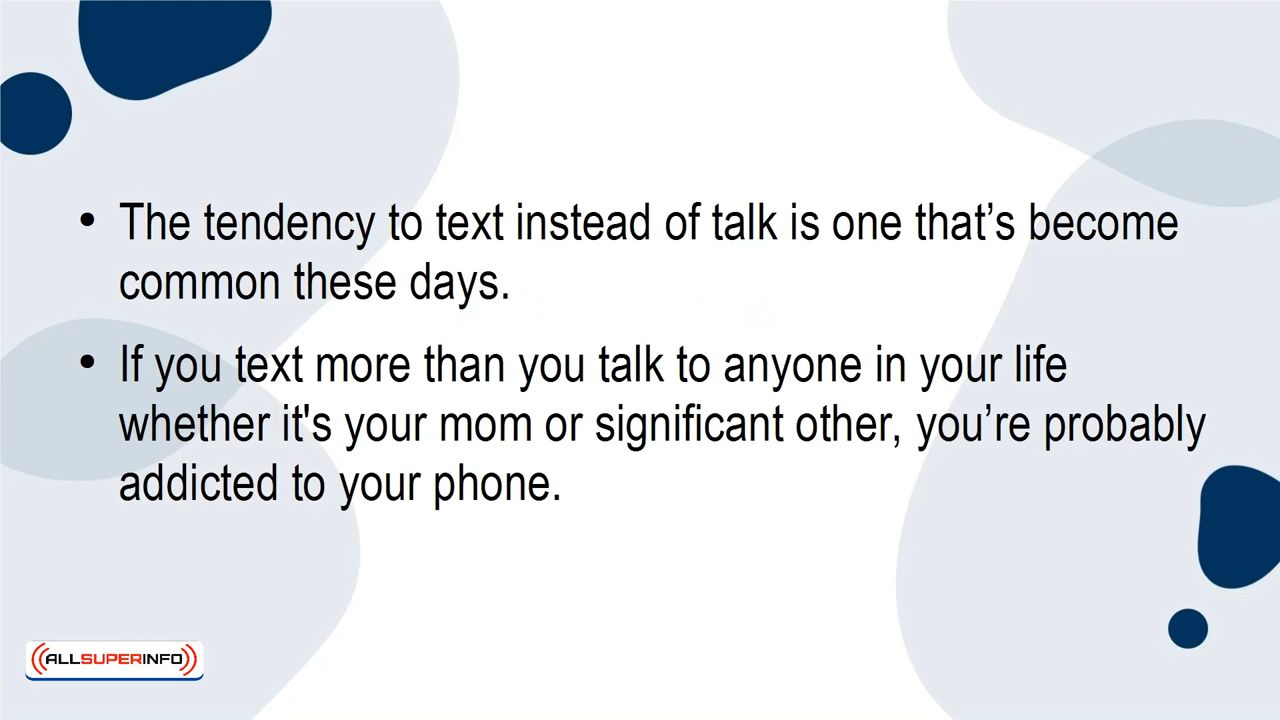 • The tendency to text instead of talk is one that’s become
common these days.
• If you text more than you talk to anyone in your life
whether it's your mom or significant other, you’re probably
addicted to your phone.
ALLSUPERINFO